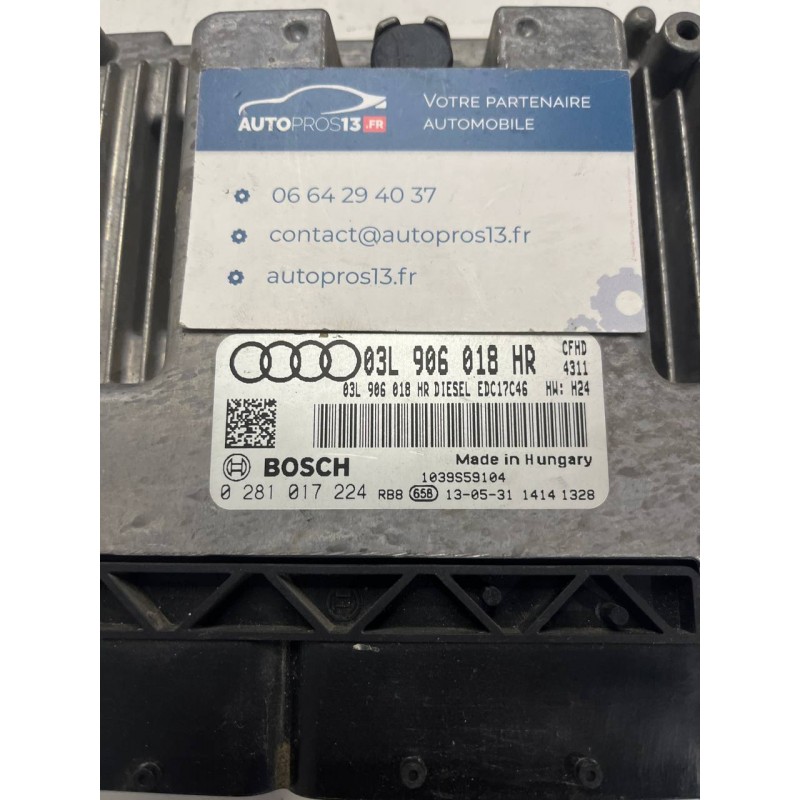 AUTOPROS13.FR
VOTRE PARTENAIRE
AUTOMOBILE
06 64 29 40 37
contact@autopros13.fr
autopros13.fr
03L 906 018 HR CFHD
4311
03L 906 018 HR DIESEL EDC17C46 HW: H24
Made in Hungary
BOSCH
1039S59104
0 281 017 224 RB8 658 13-05-31 1414 1328